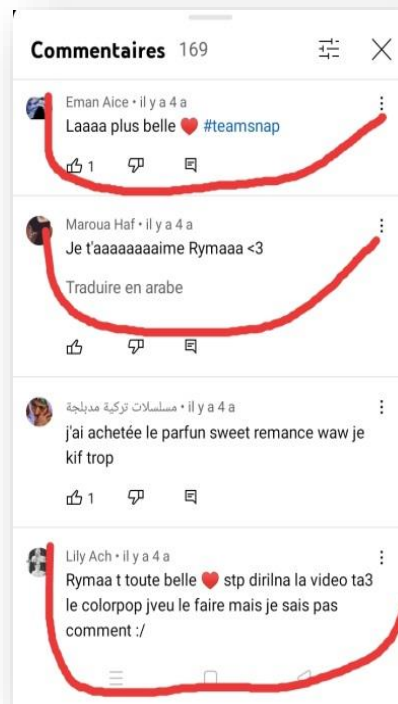 Commentaires 169
Eman Aice • il y a 4 a
Laaaa plus belle ♥ #teamsnap
1
Maroua Haf • il y a 4 a
Je t'aaaaaaaaime Rymaaa <3
Traduire en arabe
مسلسلات تركية مدبلجة • il y a 4 a
j'ai achetée le parfun sweet remance waw je
kif trop
1
Lily Ach • il y a 4 a
Rymaa t toute belle ♥ stp dirilna la video ta3
le colorpop jveu le faire mais je sais pas
comment :/